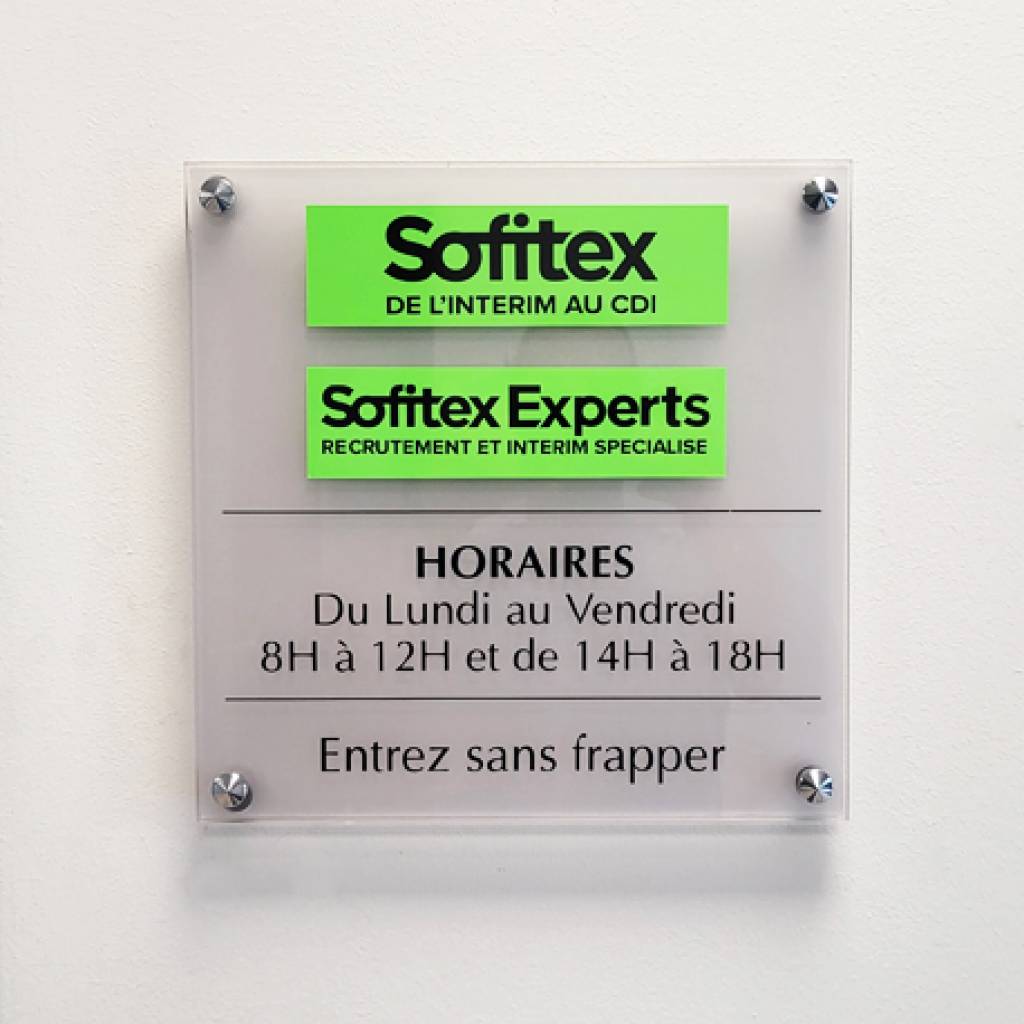 Sofitex
DE L'INTERIM AU CDI
Sofitex Experts
RECRUTEMENT ET INTERIM SPECIALISE
HORAIRES
Du Lundi au Vendredi
8H à 12H et de 14H à 18H
Entrez sans frapper